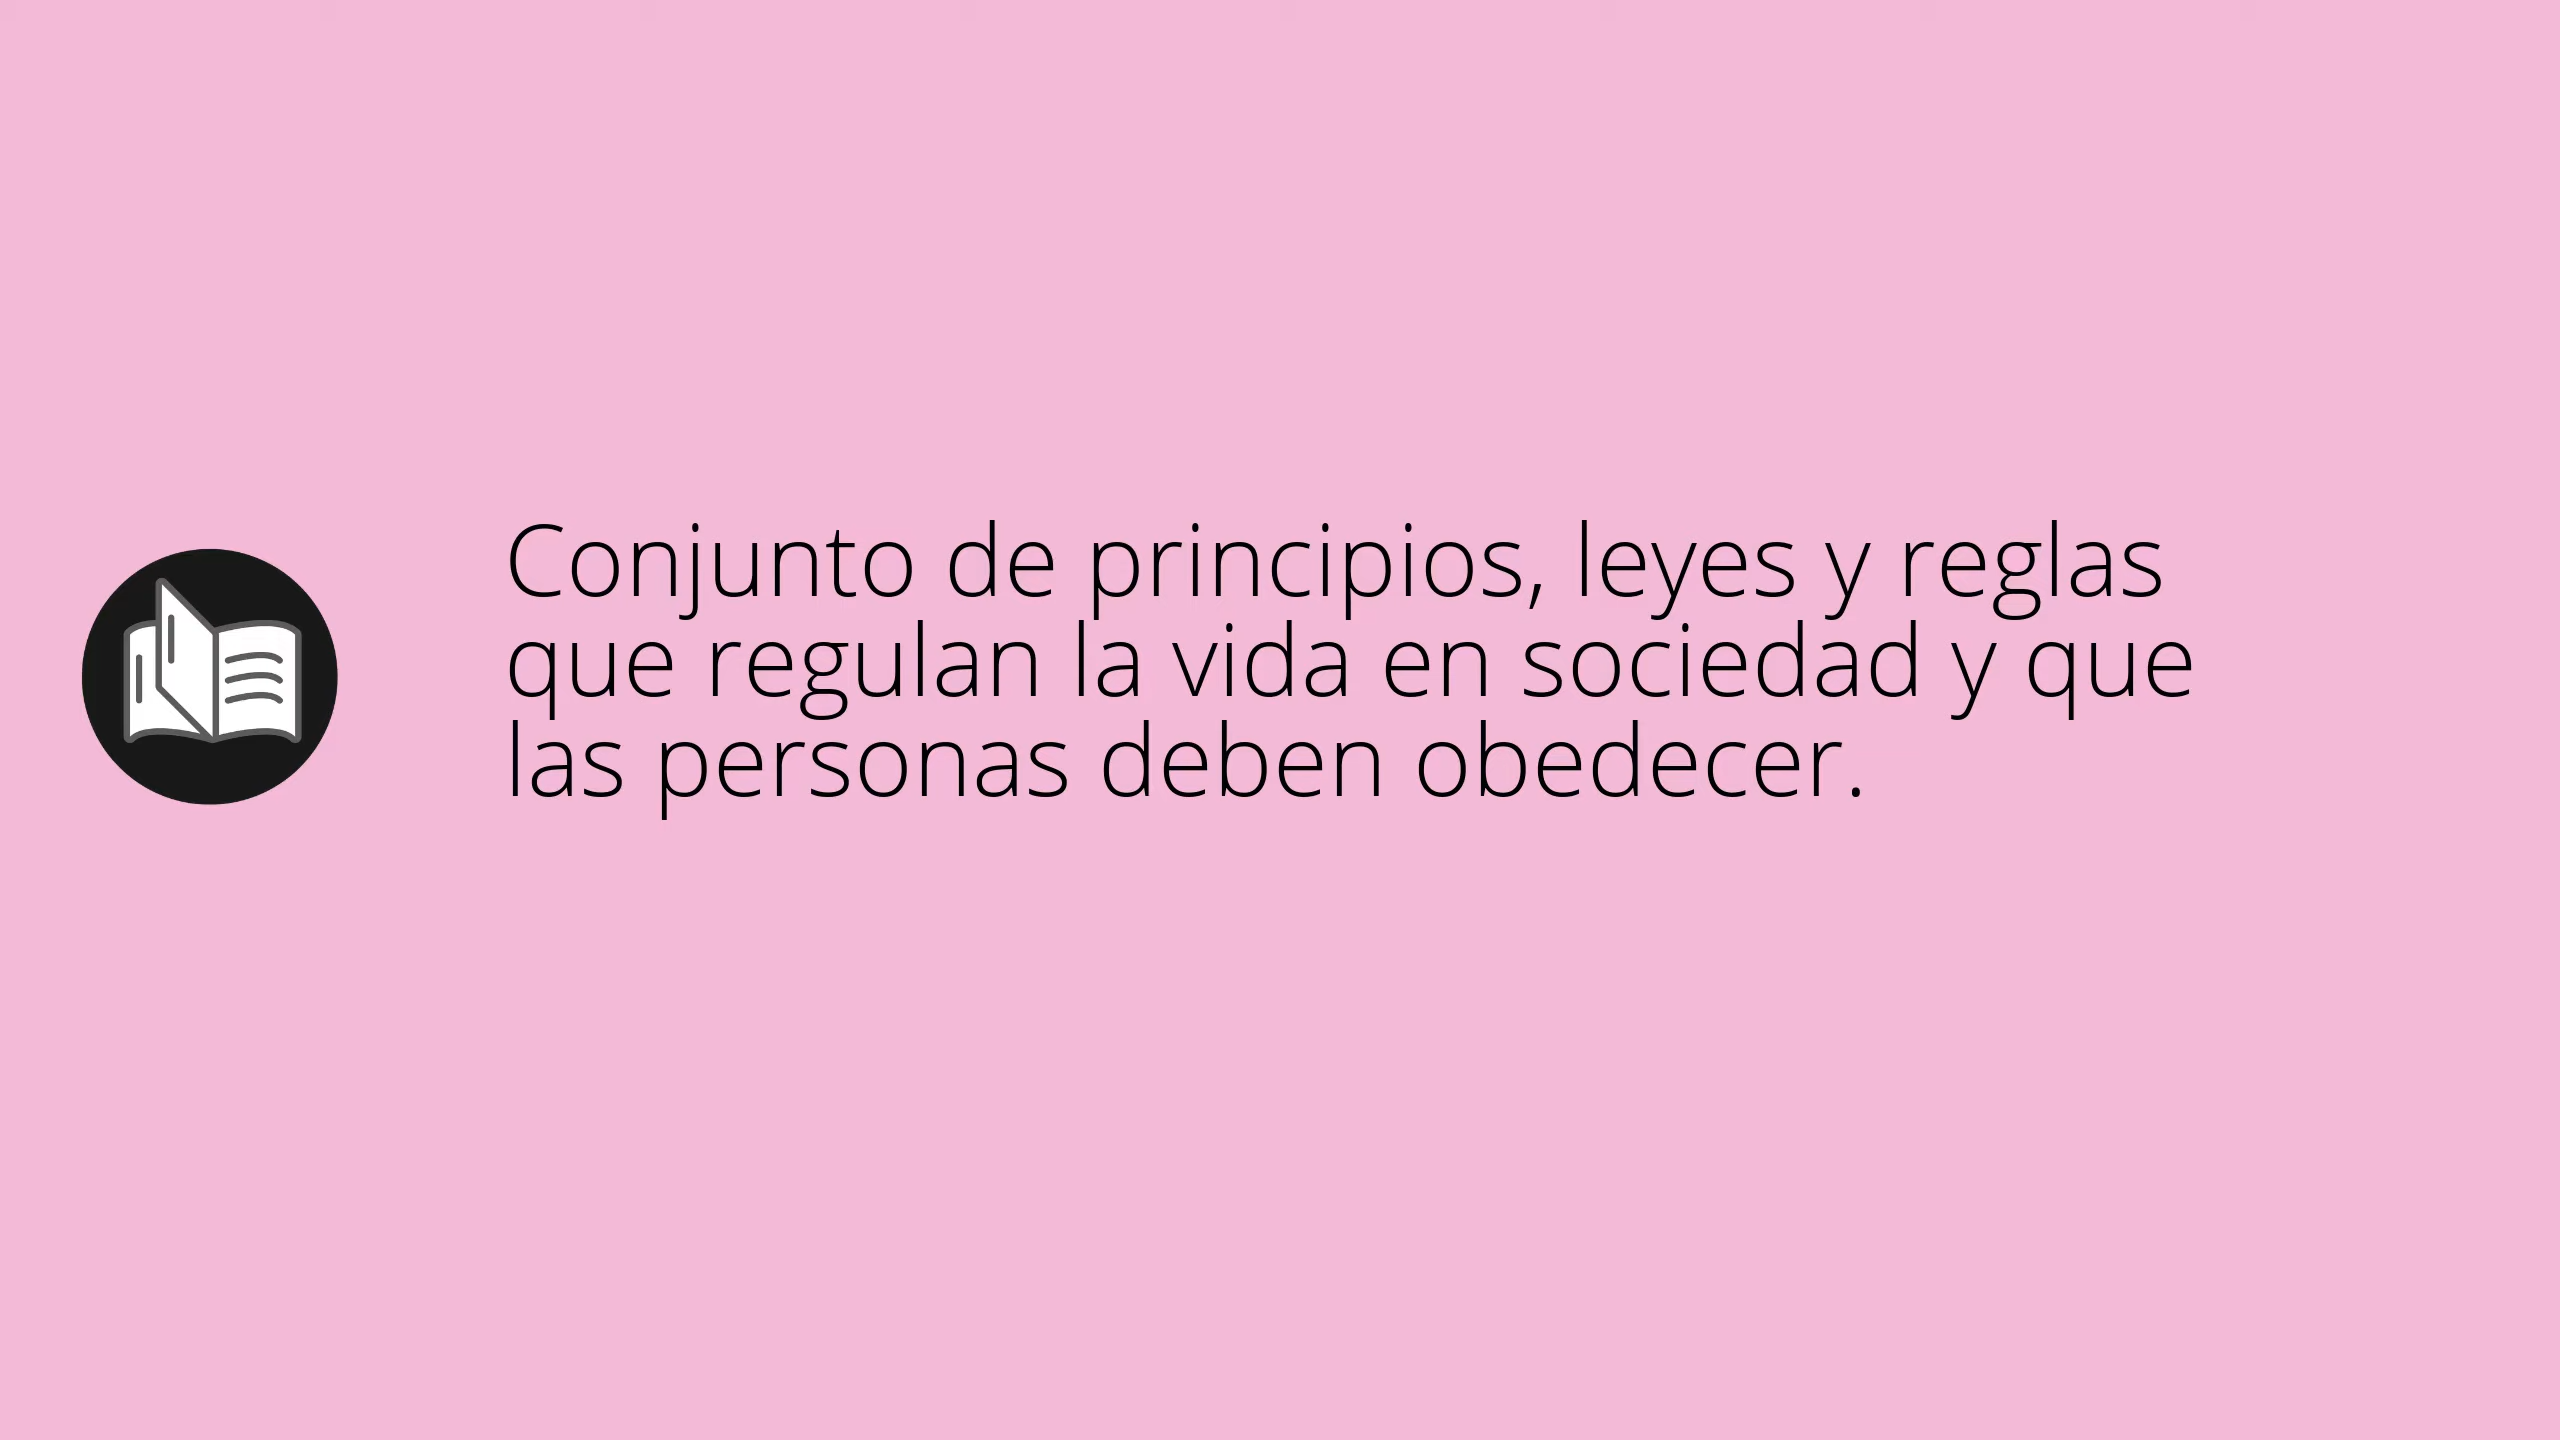 Conjunto de principios, leyes y reglas
que regulan la vida en sociedad y que
las personas deben obedecer.